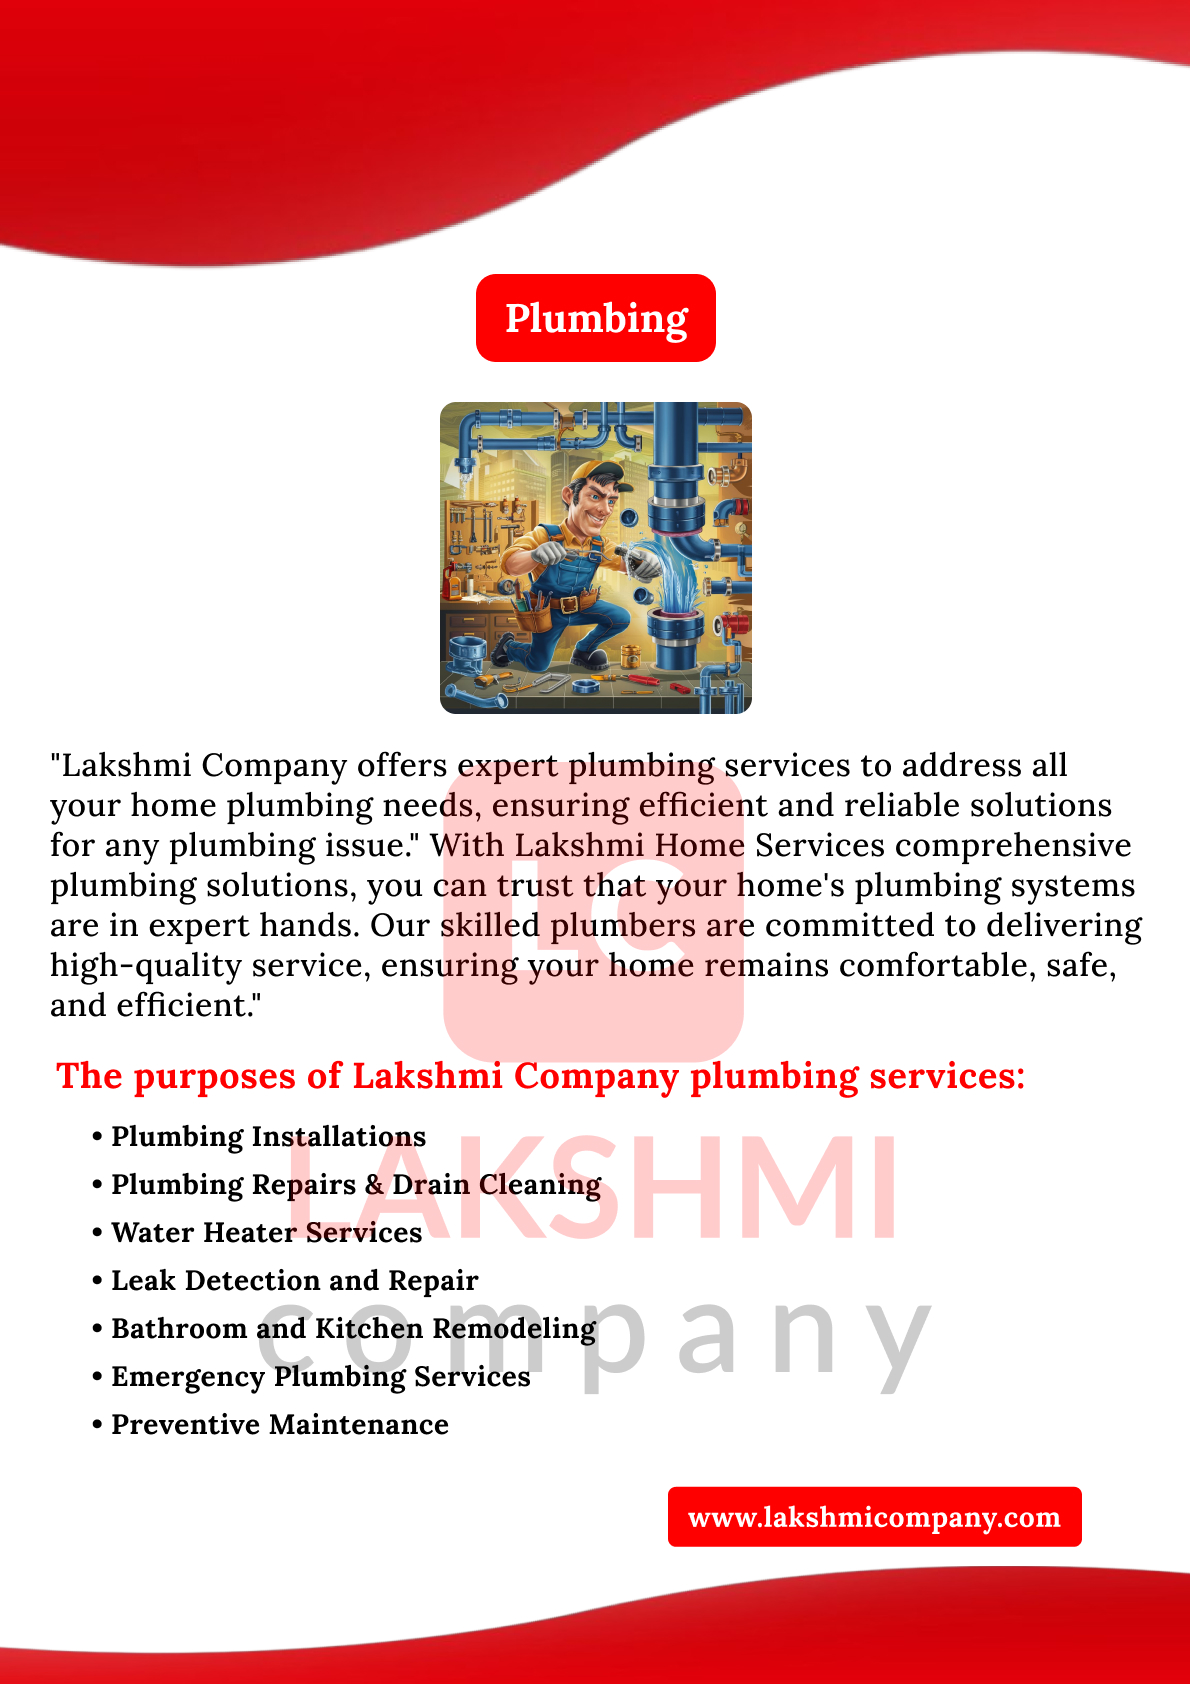 Plumbing
"Lakshmi Company offers expert plumbing services to address all
your home plumbing needs, ensuring efficient and reliable solutions
for any plumbing issue." With Lakshmi Home Services comprehensive
plumbing solutions, you can trust that your home's plumbing systems
are in expert hands. Our skilled plumbers are committed to delivering
high-quality service, ensuring your home remains comfortable, safe,
and efficient."
LC
The purposes of Lakshmi Company plumbing services:
• Plumbing Installations
• Plumbing Repairs & Drain Cleaning
• Water Heater Services
• Leak Detection and Repair
• Bathroom and Kitchen Remodeling
• Emergency Plumbing Services
• Preventive Maintenance
LAKSHMI
company
www.lakshmicompany.com